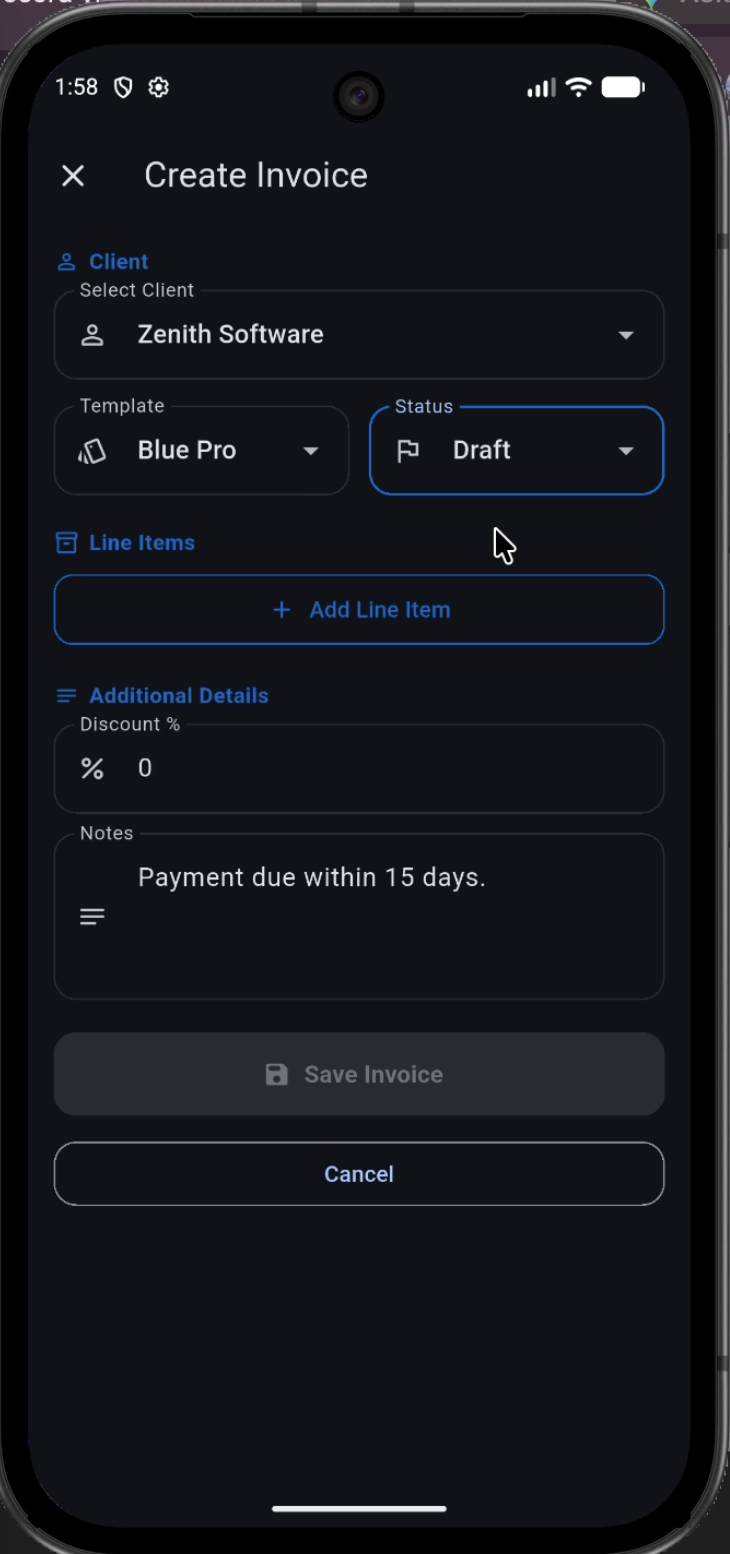 1:58
Create Invoice
Client
Select Client
Zenith Software
Template
Status
Blue Pro
Draft
Line Items
+ Add Line Item
Additional Details
Discount %
% 0
Notes
Payment due within 15 days.
Save Invoice
Cancel